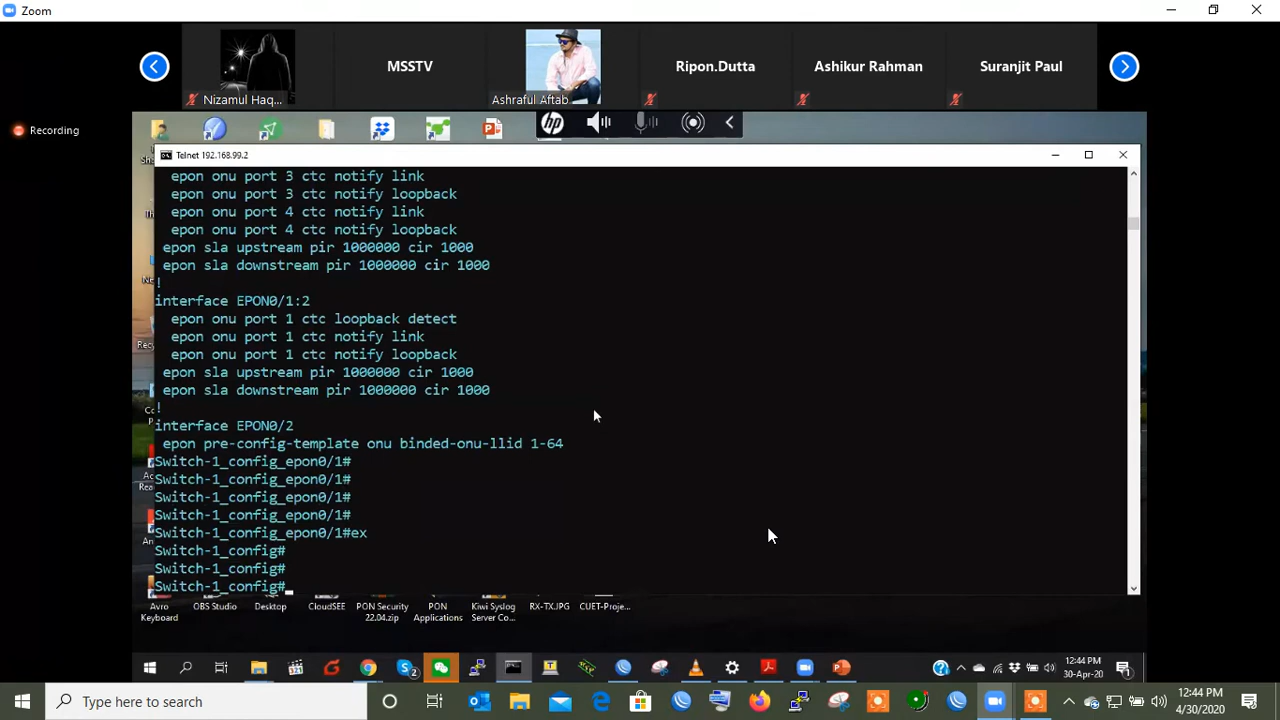 Zoom
Nizamul Haq...
MSSTV
Ashraful Aftab
Ripon.Dutta
Ashikur Rahman
Suranjit Paul
Recording
hp
Telnet 192.168.99.2
epon onu port 3 ctc notify link
epon onu port 3 ctc notify loopback
epon onu port 4 ctc notify link
epon onu port 4 ctc notify loopback
epon sla upstream pir 1000000 cir 1000
epon sla downstream pir 1000000 cir 1000
!
interface EPON0/1:2
epon onu port 1 ctc loopback detect
epon onu port 1 ctc notify link
epon onu port 1 ctc notify loopback
epon sla upstream pir 1000000 cir 1000
epon sla downstream pir 1000000 cir 1000
!
interface EPON0/2
epon pre-config-template onu binded-onu-llid 1-64
Switch-1_config_epon0/1#
Switch-1_config_epon0/1#
Switch-1_config_epon0/1#
Switch-1_config_epon0/1#
Switch-1_config_epon0/1#ex
Switch-1_config#
Switch-1_config#
Switch-1_config#
Avro Keyboard
OBS Studio
Desktop
CloudSEE
PON Security 22.04.zip
PON Applications
Kiwi Syslog Server Co...
RX-TX.JPG
CUET-Proje...
12:44 PM
30-Apr-20
Type here to search
12:44 PM
4/30/2020